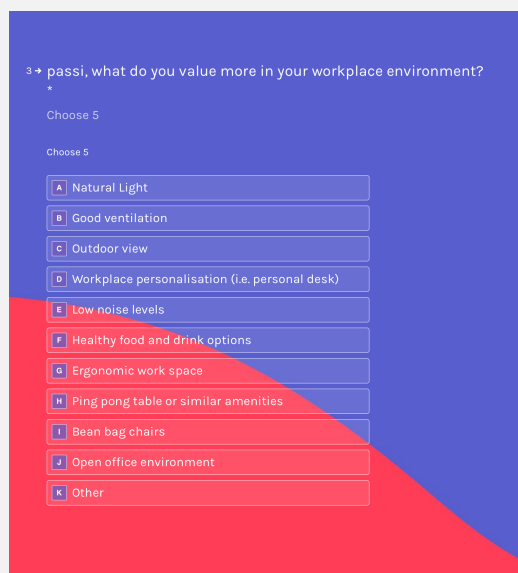 3→ passi, what do you value more in your workplace environment?
*
Choose 5
Choose 5
A Natural Light
B Good ventilation
C Outdoor view
D Workplace personalisation (i.e. personal desk)
E Low noise levels
F Healthy food and drink options
G Ergonomic work space
H Ping pong table or similar amenities
I Bean bag chairs
J Open office environment
K Other